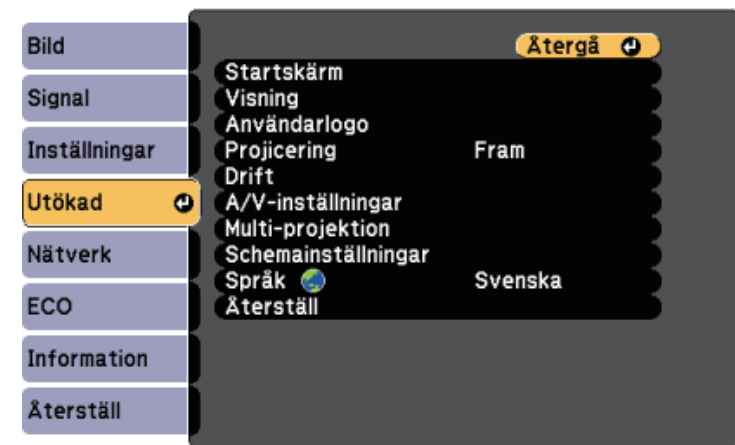 Bild
Signal
Inställningar
Utökad
Nätverk
ECO
Information
Återställ
Återgå
Startskärm
Visning
Användarlogo
Projicering Fram
Drift
A/V-inställningar
Multi-projektion
Schemainställningar
Språk Svenska
Återställ